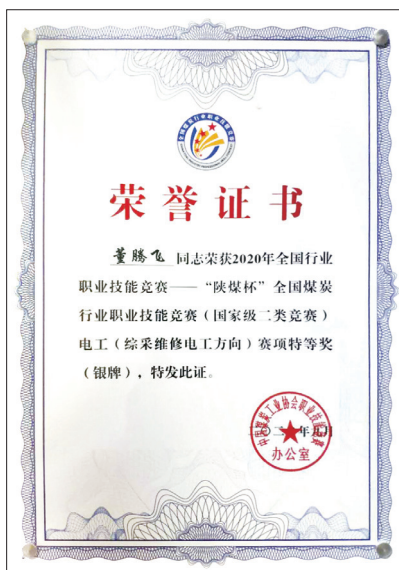 荣誉证书
董腾飞 同志荣获2020年全国行业
职业技能竞赛——“陕煤杯”全国煤炭
行业职业技能竞赛（国家级二类竞赛）
电工（综采维修电工方向）赛项特等奖
（银牌），特发此证。
办公室